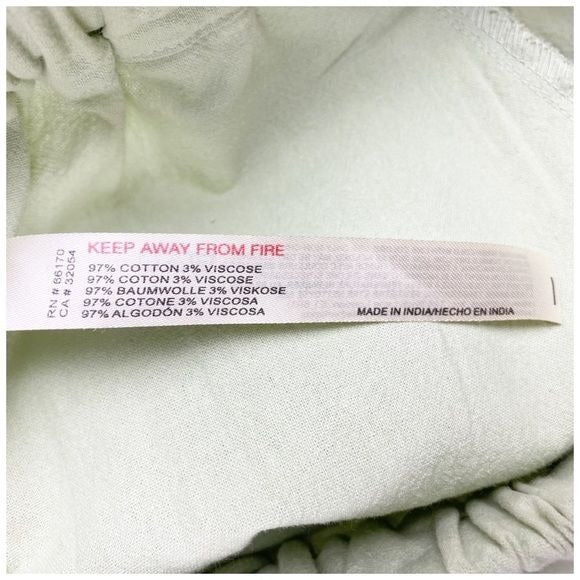 RN # 66170
CA # 32054
KEEP AWAY FROM FIRE
97% COTTON 3% VISCOSE
97% COTON 3% VISCOSE
97% BAUMWOLLE 3% VISKOSE
97% COTONE 3% VISCOSA
97% ALGODÓN 3% VISCOSA
MADE IN INDIA/HECHO EN INDIA